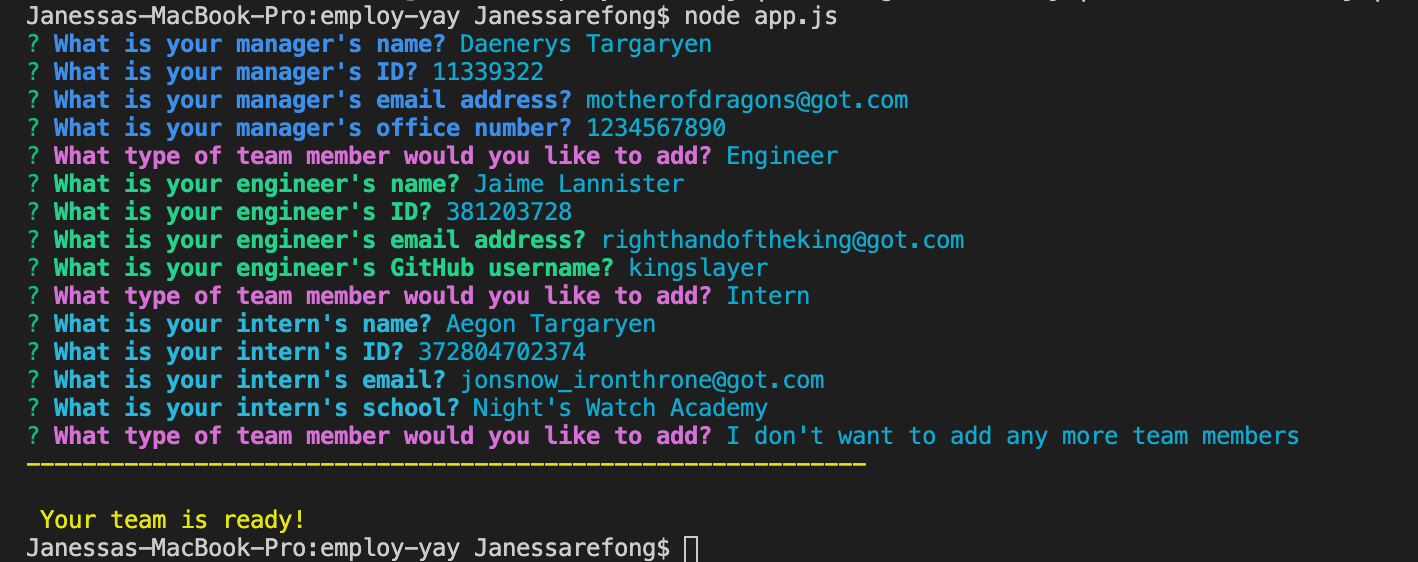 Janessas-MacBook-Pro:employ-yay Janessarefong$ node app.js
? What is your manager's name? Daenerys Targaryen
? What is your manager's ID? 11339322
? What is your manager's email address? motherofdragons@got.com
? What is your manager's office number? 1234567890
? What type of team member would you like to add? Engineer
? What is your engineer's name? Jaime Lannister
? What is your engineer's ID? 381203728
? What is your engineer's email address? righthandoftheking@got.com
? What is your engineer's GitHub username? kingslayer
? What type of team member would you like to add? Intern
? What is your intern's name? Aegon Targaryen
? What is your intern's ID? 372804702374
? What is your intern's email? jonsnow_ironthrone@got.com
? What is your intern's school? Night's Watch Academy
? What type of team member would you like to add? I don't want to add any more team members
------------------------------------------------------------
Your team is ready!
Janessas-MacBook-Pro:employ-yay Janessarefong$